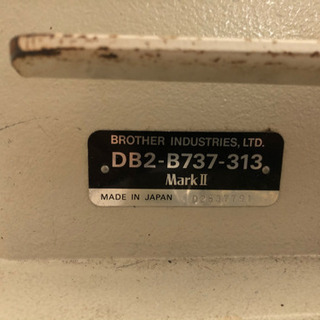 BROTHER INDUSTRIES, LTD.
DB2-B737-313
Mark II
MADE IN JAPAN